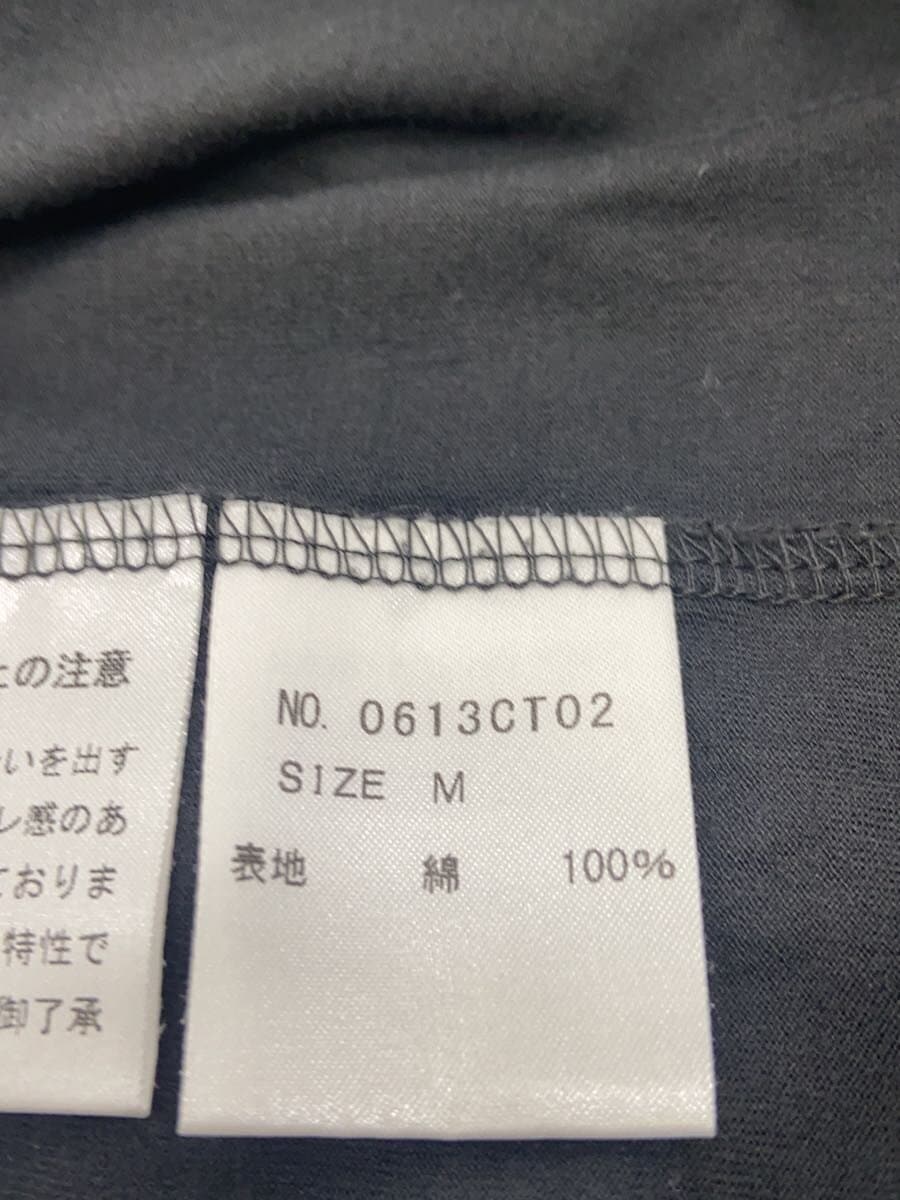 との注意
いを出す
レ感のあ
ておりま
特性で
御了承
NO. 0613CT02
SIZE M
表地 綿 100%